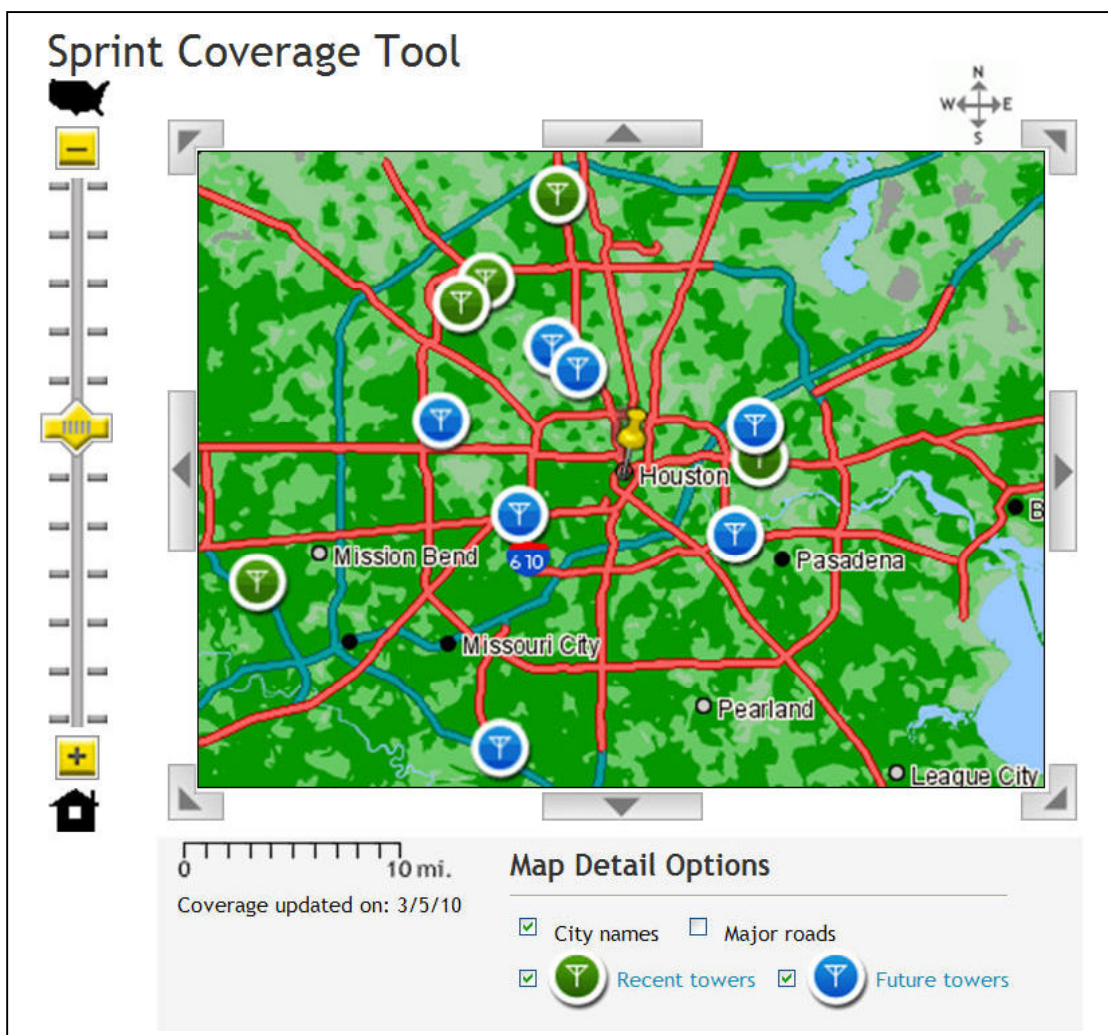 Sprint Coverage Tool
N
W E
S
Houston
B
Mission Bend
610
Pasadena
Missouri City
Pearland
League City
0 10 mi.
Coverage updated on: 3/5/10
Map Detail Options
City names Major roads
Recent towers Future towers